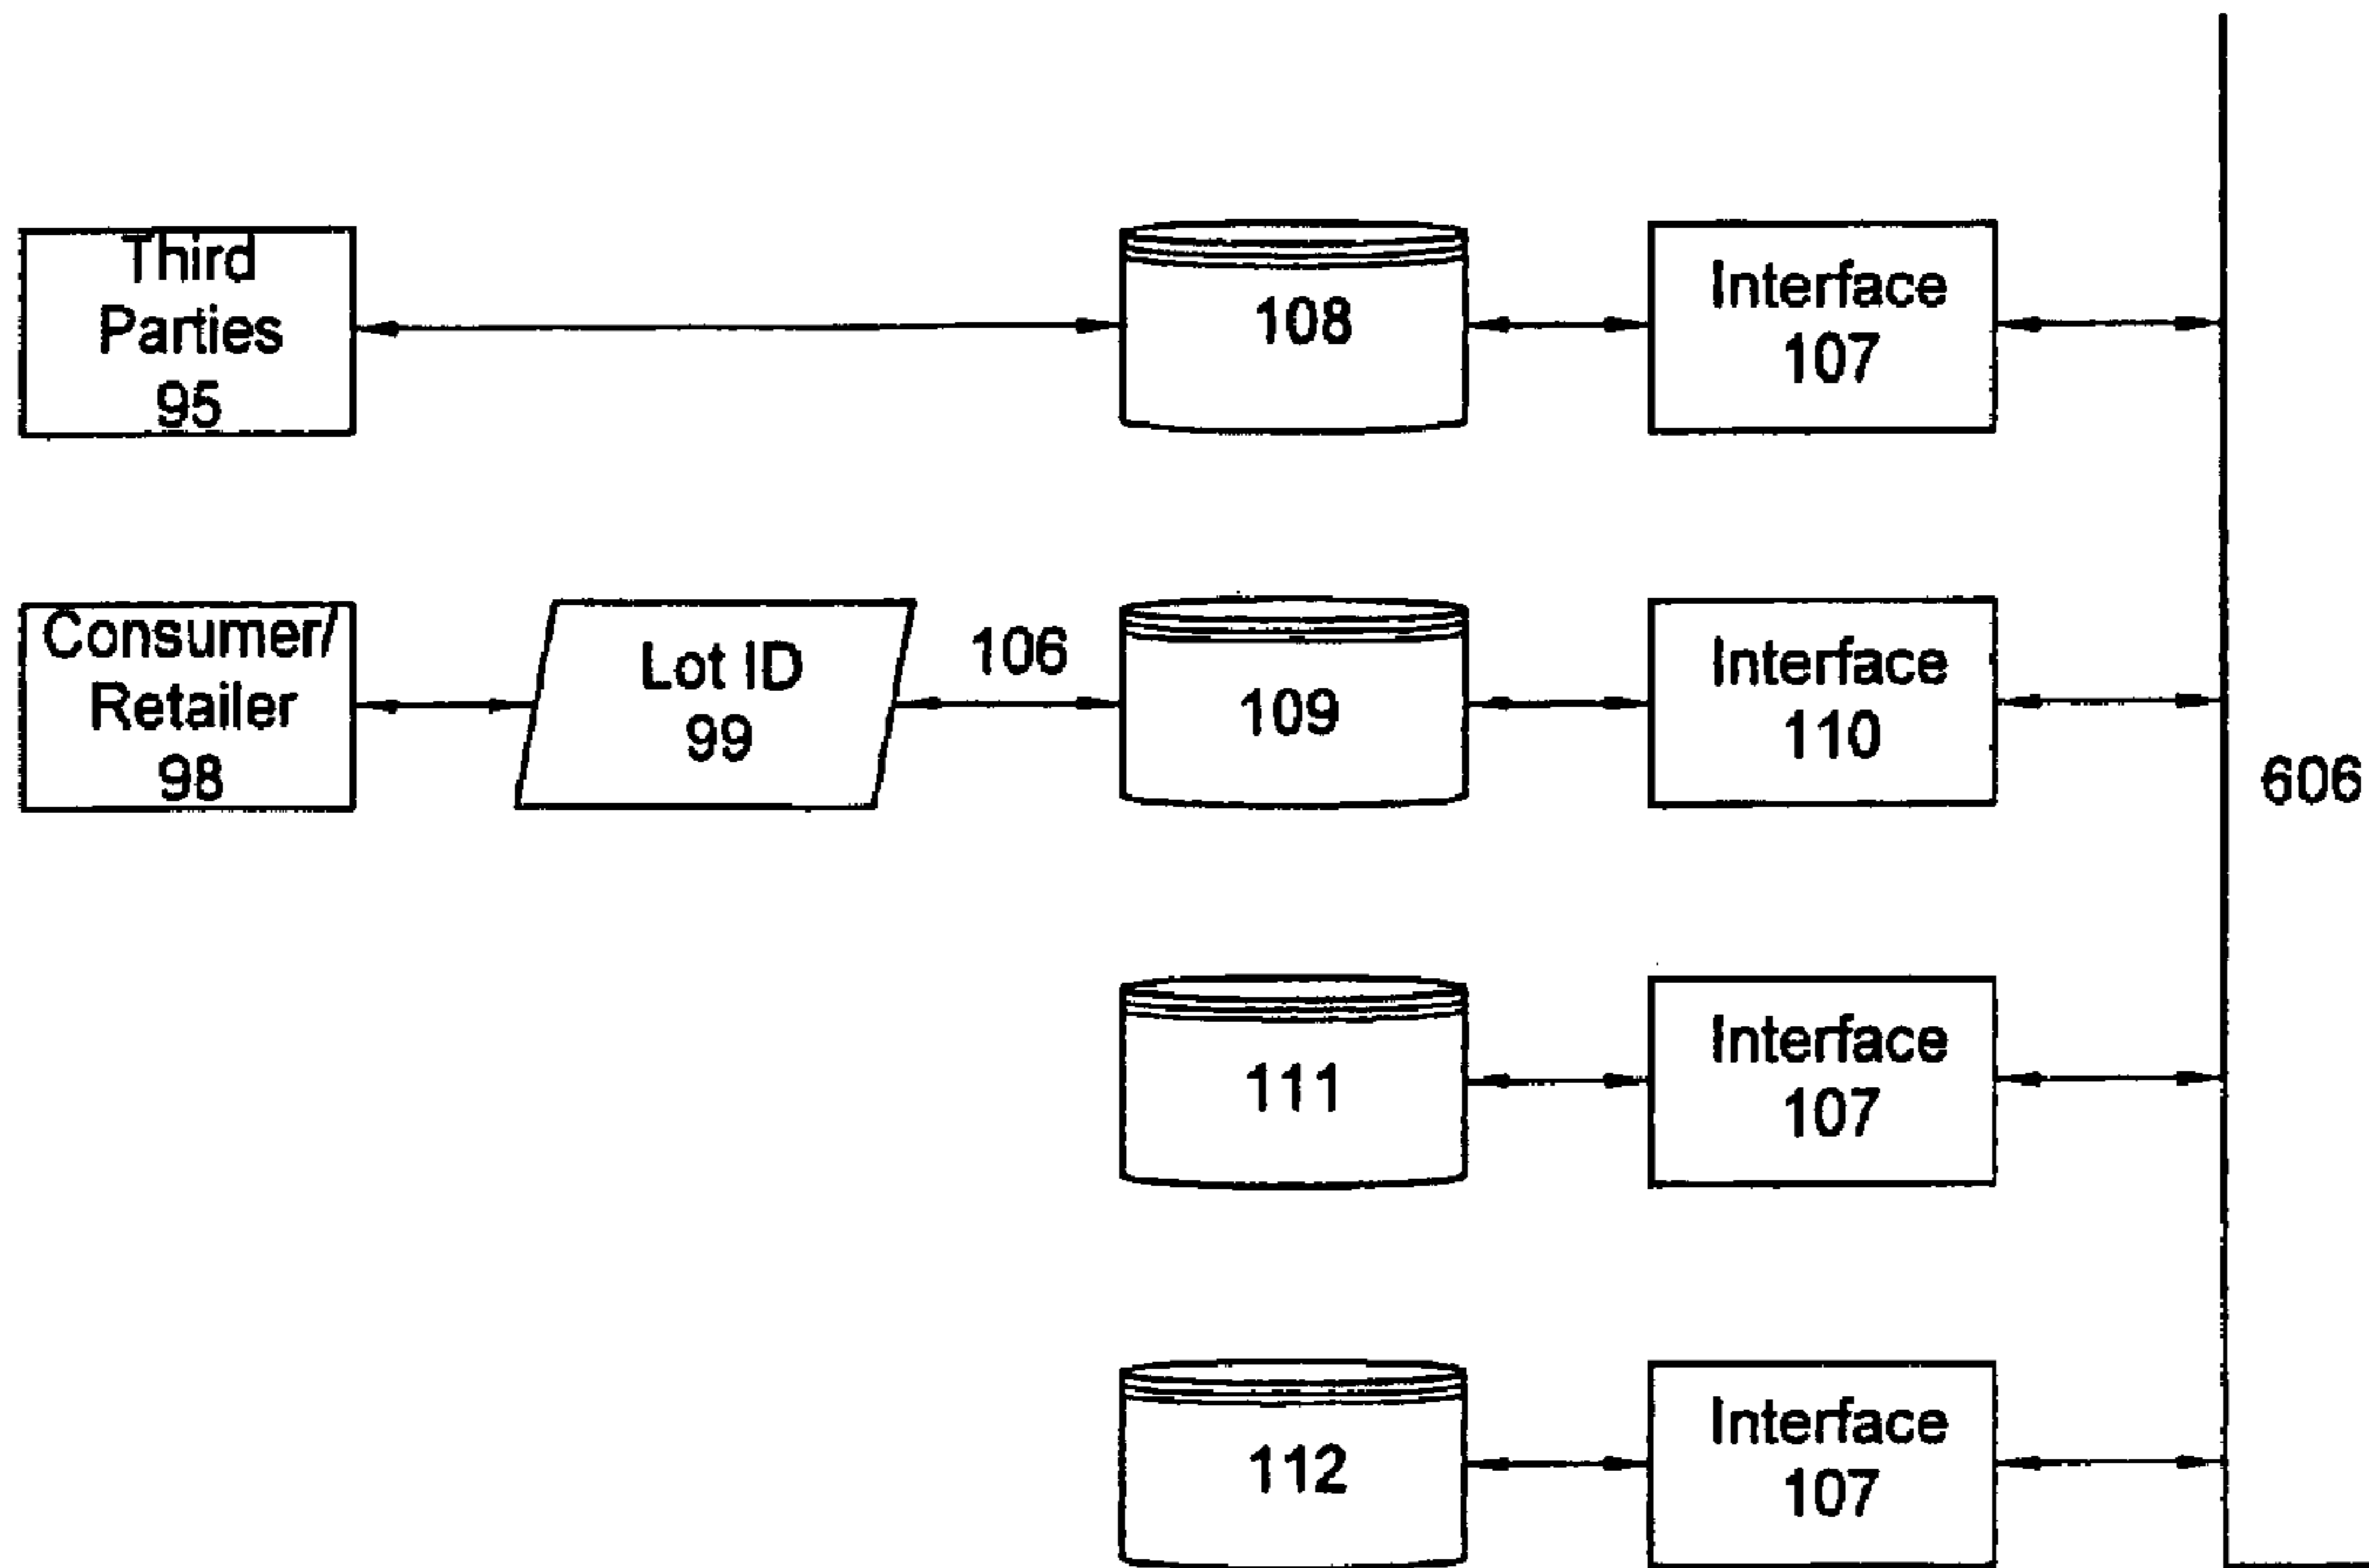 Third
Parties
95
108
Interface
107
Consumer/
Retailer
98
Lot ID
99
106
109
Interface
110
606
111
Interface
107
112
Interface
107